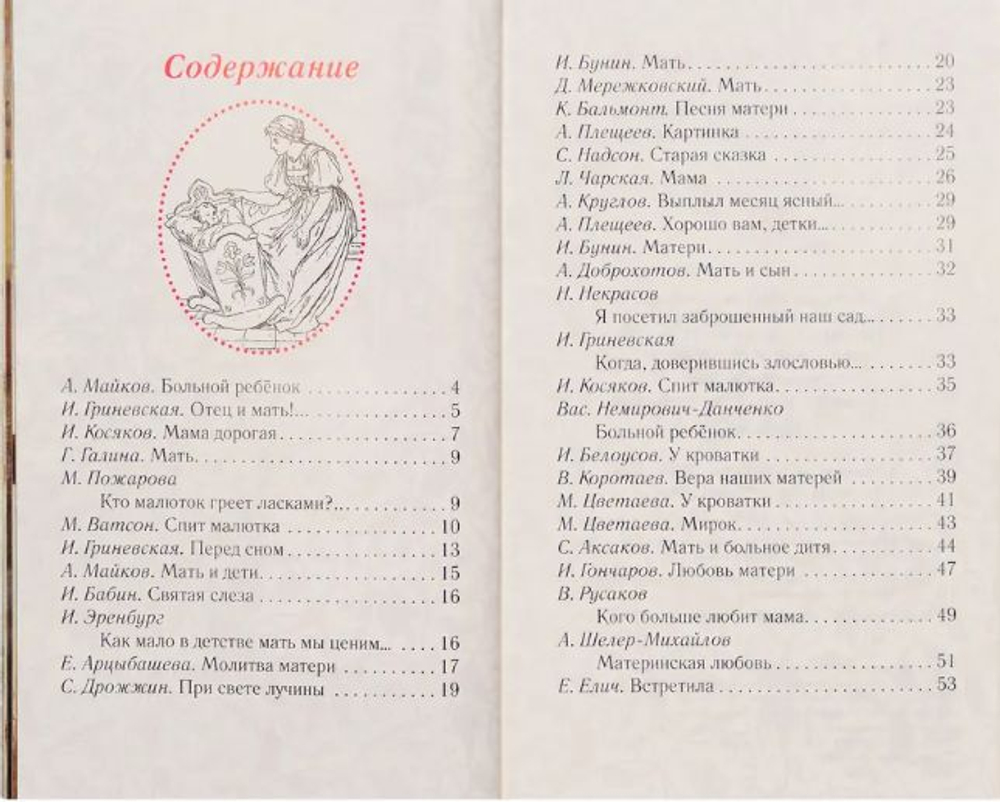 Содержание
А. Майков. Больной ребёнок . . . . . . . . . . . . . . . 4
И. Гриневская. Отец и мать!... . . . . . . . . . . . . . 5
И. Косяков. Мама дорогая . . . . . . . . . . . . . . . . 7
Г. Галина. Мать. . . . . . . . . . . . . . . . . . . . . . . . 9
М. Пожарова
Кто малюток греет ласками?... . . . . . . . . . . . 9
М. Ватсон. Спит малютка . . . . . . . . . . . . . . . 10
И. Гриневская. Перед сном . . . . . . . . . . . . . . 13
А. Майков. Мать и дети. . . . . . . . . . . . . . . . . 15
И. Бабин. Святая слеза . . . . . . . . . . . . . . . . . 16
И. Эренбург
Как мало в детстве мать мы ценим... . . . . 16
Е. Арцыбашева. Молитва матери . . . . . . . . . 17
С. Дрожжин. При свете лучины . . . . . . . . . . 19
И. Бунин. Мать. . . . . . . . . . . . . . . . . . . . . . . . 20
Д. Мережковский. Мать. . . . . . . . . . . . . . . . . 23
К. Бальмонт. Песня матери . . . . . . . . . . . . . . 23
А. Плещеев. Картинка . . . . . . . . . . . . . . . . . . 24
С. Надсон. Старая сказка . . . . . . . . . . . . . . . . 25
Л. Чарская. Мама . . . . . . . . . . . . . . . . . . . . . 26
А. Круглов. Выплыл месяц ясный... . . . . . . . . 29
А. Плещеев. Хорошо вам, детки... . . . . . . . . . . 29
И. Бунин. Матери. . . . . . . . . . . . . . . . . . . . . . 31
А. Доброхотов. Мать и сын . . . . . . . . . . . . . . 32
Н. Некрасов
Я посетил заброшенный наш сад... . . . . . . . 33
И. Гриневская
Когда, доверившись злословью... . . . . . . . . 33
И. Косяков. Спит малютка. . . . . . . . . . . . . . . 35
Вас. Немирович-Данченко
Больной ребёнок. . . . . . . . . . . . . . . . . . . . . 36
И. Белоусов. У кроватки . . . . . . . . . . . . . . . . 37
В. Коротаев. Вера наших матерей . . . . . . . . . 39
М. Цветаева. У кроватки . . . . . . . . . . . . . . . . 41
М. Цветаева. Мирок. . . . . . . . . . . . . . . . . . . . 43
С. Аксаков. Мать и больное дитя. . . . . . . . . . . 44
И. Гончаров. Любовь матери . . . . . . . . . . . . . 47
В. Русаков
Кого больше любит мама. . . . . . . . . . . . . . . 49
А. Шелер-Михайлов
Материнская любовь . . . . . . . . . . . . . . . . . 51
Е. Елич. Встретила . . . . . . . . . . . . . . . . . . . . 53